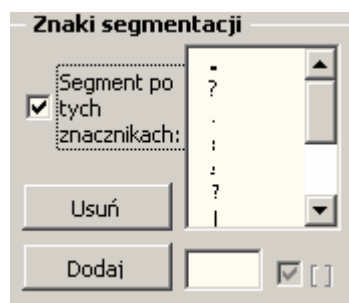 Znaki segmentacji
Segment po
tych
znacznikach:
?
.
:
?
Usuń
Dodaj
[ ]